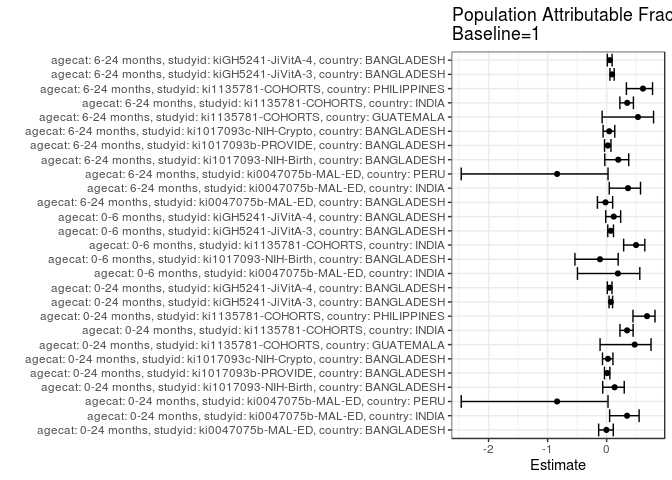 Population Attributable Frac
Baseline=1
agecat: 6-24 months, studyid: kiGH5241-JiVitA-4, country: BANGLADESH
agecat: 6-24 months, studyid: kiGH5241-JiVitA-3, country: BANGLADESH
agecat: 6-24 months, studyid: ki1135781-COHORTS, country: PHILIPPINES
agecat: 6-24 months, studyid: ki1135781-COHORTS, country: INDIA
agecat: 6-24 months, studyid: ki1135781-COHORTS, country: GUATEMALA
agecat: 6-24 months, studyid: ki1017093c-NIH-Crypto, country: BANGLADESH
agecat: 6-24 months, studyid: ki1017093b-PROVIDE, country: BANGLADESH
agecat: 6-24 months, studyid: ki1017093-NIH-Birth, country: BANGLADESH
agecat: 6-24 months, studyid: ki0047075b-MAL-ED, country: PERU
agecat: 6-24 months, studyid: ki0047075b-MAL-ED, country: INDIA
agecat: 6-24 months, studyid: ki0047075b-MAL-ED, country: BANGLADESH
agecat: 0-6 months, studyid: kiGH5241-JiVitA-4, country: BANGLADESH
agecat: 0-6 months, studyid: kiGH5241-JiVitA-3, country: BANGLADESH
agecat: 0-6 months, studyid: ki1135781-COHORTS, country: INDIA
agecat: 0-6 months, studyid: ki1017093-NIH-Birth, country: BANGLADESH
agecat: 0-6 months, studyid: ki0047075b-MAL-ED, country: INDIA
agecat: 0-24 months, studyid: kiGH5241-JiVitA-4, country: BANGLADESH
agecat: 0-24 months, studyid: kiGH5241-JiVitA-3, country: BANGLADESH
agecat: 0-24 months, studyid: ki1135781-COHORTS, country: PHILIPPINES
agecat: 0-24 months, studyid: ki1135781-COHORTS, country: INDIA
agecat: 0-24 months, studyid: ki1135781-COHORTS, country: GUATEMALA
agecat: 0-24 months, studyid: ki1017093c-NIH-Crypto, country: BANGLADESH
agecat: 0-24 months, studyid: ki1017093b-PROVIDE, country: BANGLADESH
agecat: 0-24 months, studyid: ki1017093-NIH-Birth, country: BANGLADESH
agecat: 0-24 months, studyid: ki0047075b-MAL-ED, country: PERU
agecat: 0-24 months, studyid: ki0047075b-MAL-ED, country: INDIA
agecat: 0-24 months, studyid: ki0047075b-MAL-ED, country: BANGLADESH
-2 -1 0
Estimate